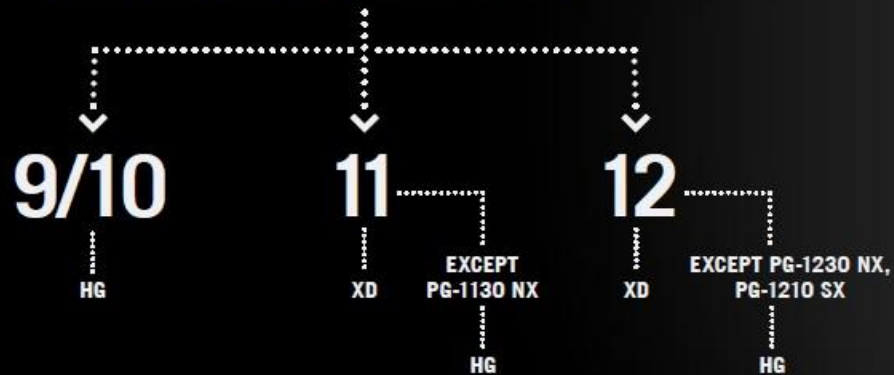 9/10
11
12
HG
XD
EXCEPT
PG-1130 NX
HG
XD
EXCEPT PG-1230 NX,
PG-1210 SX
HG